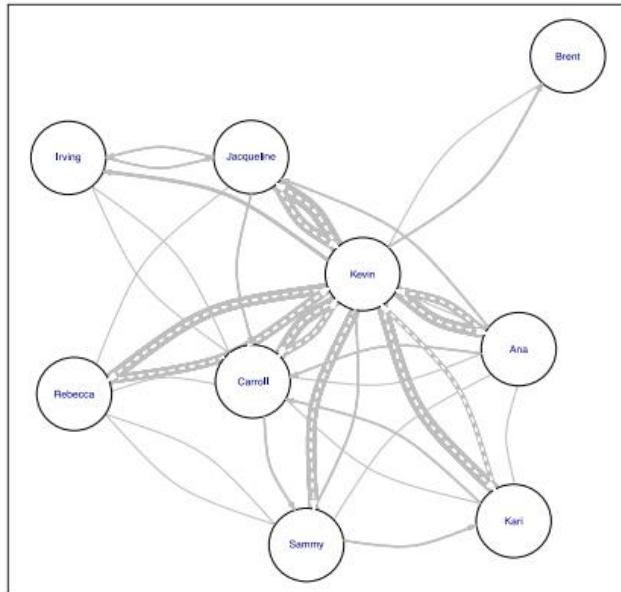 Brent
Irving
Jacqueline
Kevin
Ana
Rebecca
Carroll
Kari
Sammy